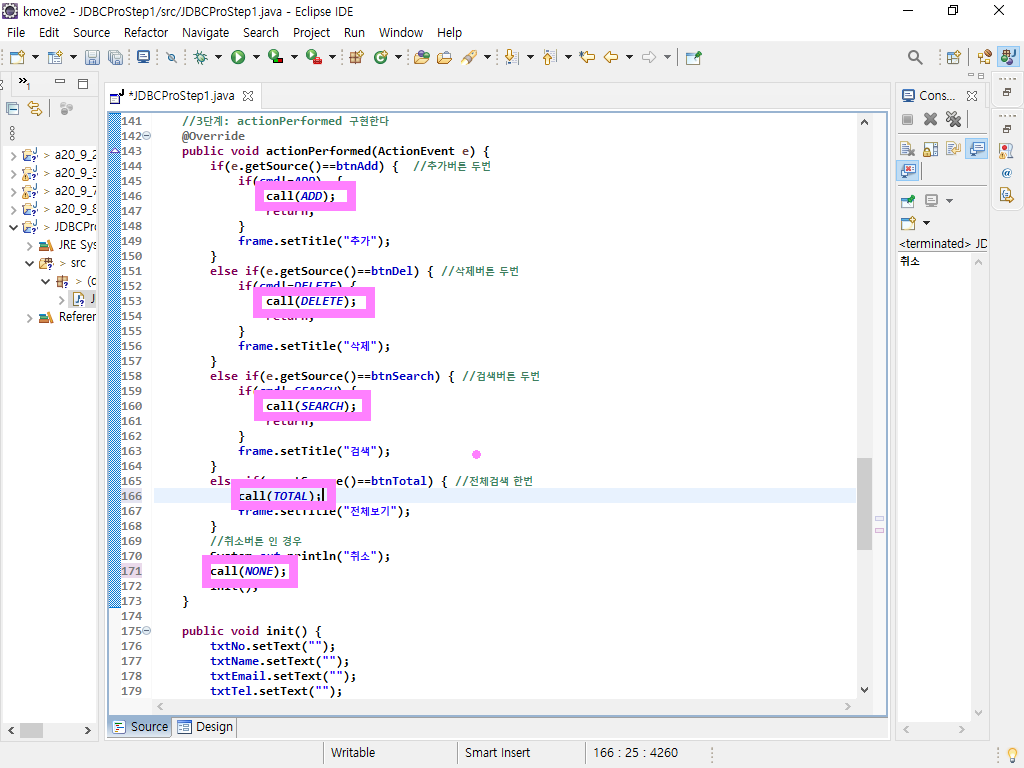 kmove2 - JDBCProStep1/src/JDBCProStep1.java - Eclipse IDE
File Edit Source Refactor Navigate Search Project Run Window Help
*JDBCProStep1.java
Cons...
a20_9_2
a20_9_3
a20_9_7
a20_9_8
JDBCPr
JRE Sys
src
(d
J
Referer
<terminated> JD
취소
141 //3단계: actionPerformed 구현한다
142 @Override
143 public void actionPerformed(ActionEvent e) {
144 if(e.getSource()==btnAdd) { //추가버튼 두번
145 if(cmd!=ADD) {
146 call(ADD);
147 return;
148 }
149 frame.setTitle("추가");
150 }
151 else if(e.getSource()==btnDel) { //삭제버튼 두번
152 if(cmd!=DELETE) {
153 call(DELETE);
154 return;
155 }
156 frame.setTitle("삭제");
157 }
158 else if(e.getSource()==btnSearch) { //검색버튼 두번
159 if(cmd!=SEARCH) {
160 call(SEARCH);
161 return;
162 }
163 frame.setTitle("검색");
164 }
165 else if(e.getSource()==btnTotal) { //전체검색 한번
166 call(TOTAL);
167 frame.setTitle("전체보기");
168 }
169 //취소버튼 인 경우
170 System.out.println("취소");
171 call(NONE);
172 init();
173 }
174
175 public void init() {
176 txtNo.setText("");
177 txtName.setText("");
178 txtEmail.setText("");
179 txtTel.setText("");
Source Design
Writable Smart Insert 166 : 25 : 4260